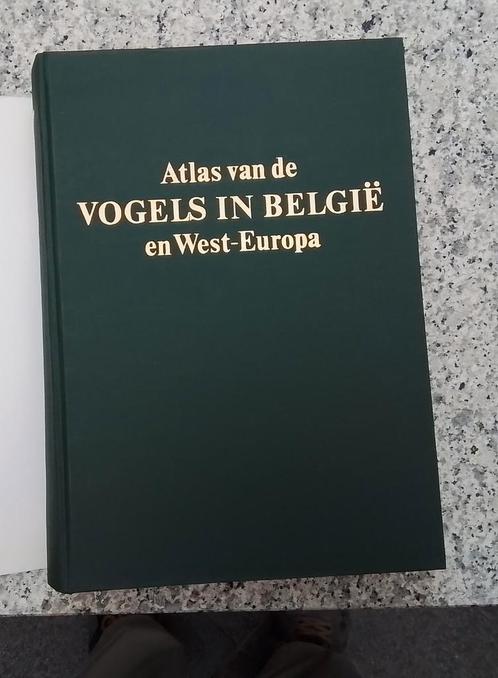 Atlas van de
VOGELS IN BELGIË
en West-Europa